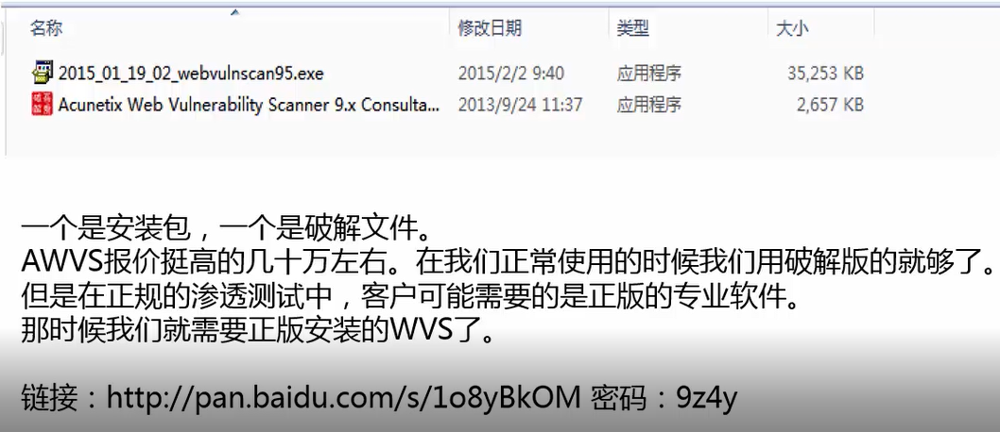 名称 修改日期 类型 大小
2015_01_19_02_webvulnscan95.exe 2015/2/2 9:40 应用程序 35,253 KB
Acunetix Web Vulnerability Scanner 9.x Consulta... 2013/9/24 11:37 应用程序 2,657 KB
一个是安装包，一个是破解文件。
AWVS报价挺高的几十万左右。在我们正常使用的时候我们用破解版的就够了。
但是在正规的渗透测试中，客户可能需要的是正版的专业软件。
那时候我们就需要正版安装的WVS了。
链接：http://pan.baidu.com/s/1o8yBkOM 密码：9z4y